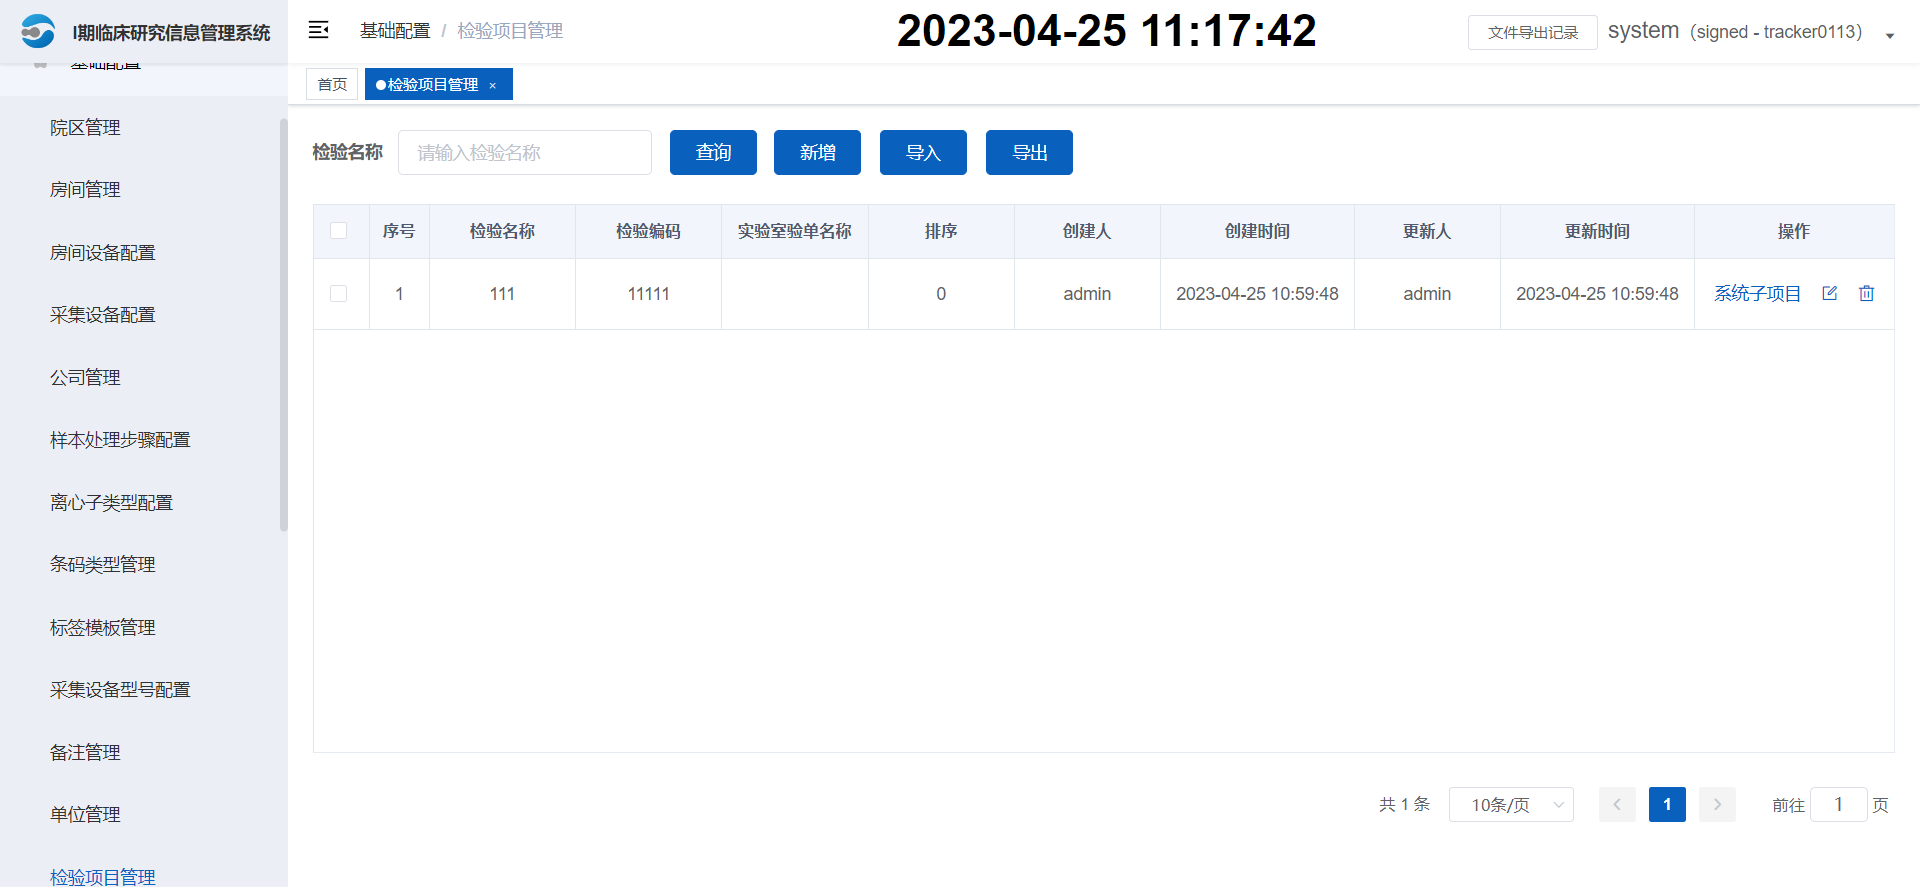 I期临床研究信息管理系统
基础配置 / 检验项目管理
2023-04-25 11:17:42
文件导出记录
system（signed - tracker0113）
基础配置
首页
检验项目管理 ×
院区管理
房间管理
房间设备配置
采集设备配置
公司管理
样本处理步骤配置
离心子类型配置
条码类型管理
标签模板管理
采集设备型号配置
备注管理
单位管理
检验项目管理
检验名称 请输入检验名称 查询 新增 导入 导出
序号 检验名称 检验编码 实验室验单名称 排序 创建人 创建时间 更新人 更新时间 操作
1 111 11111 0 admin 2023-04-25 10:59:48 admin 2023-04-25 10:59:48 系统子项目
共 1 条 10条/页 1 前往 1 页